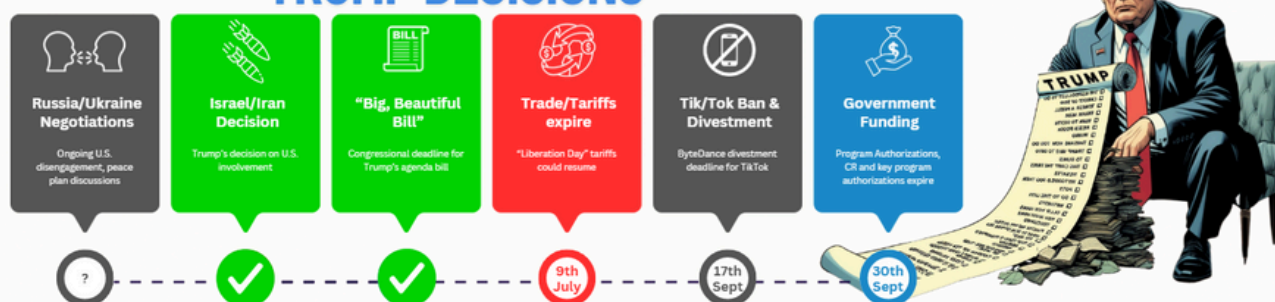 TRUMP DECISIONS
BILL
Russia/Ukraine
Negotiations
Ongoing U.S.
disengagement, peace
plan discussions
?
Israel/Iran
Decision
Trump's decision on U.S.
involvement
"Big, Beautiful
Bill"
Congressional deadline for
Trump's agenda bill
Trade/Tariffs
expire
"Liberation Day" tariffs
could resume
9th
July
Tik/Tok Ban &
Divestment
ByteDance divestment
deadline for TikTok
17th
Sept
Government
Funding
Program Authorizations,
CR and key program
authorizations expire
30th
Sept
TRUMP